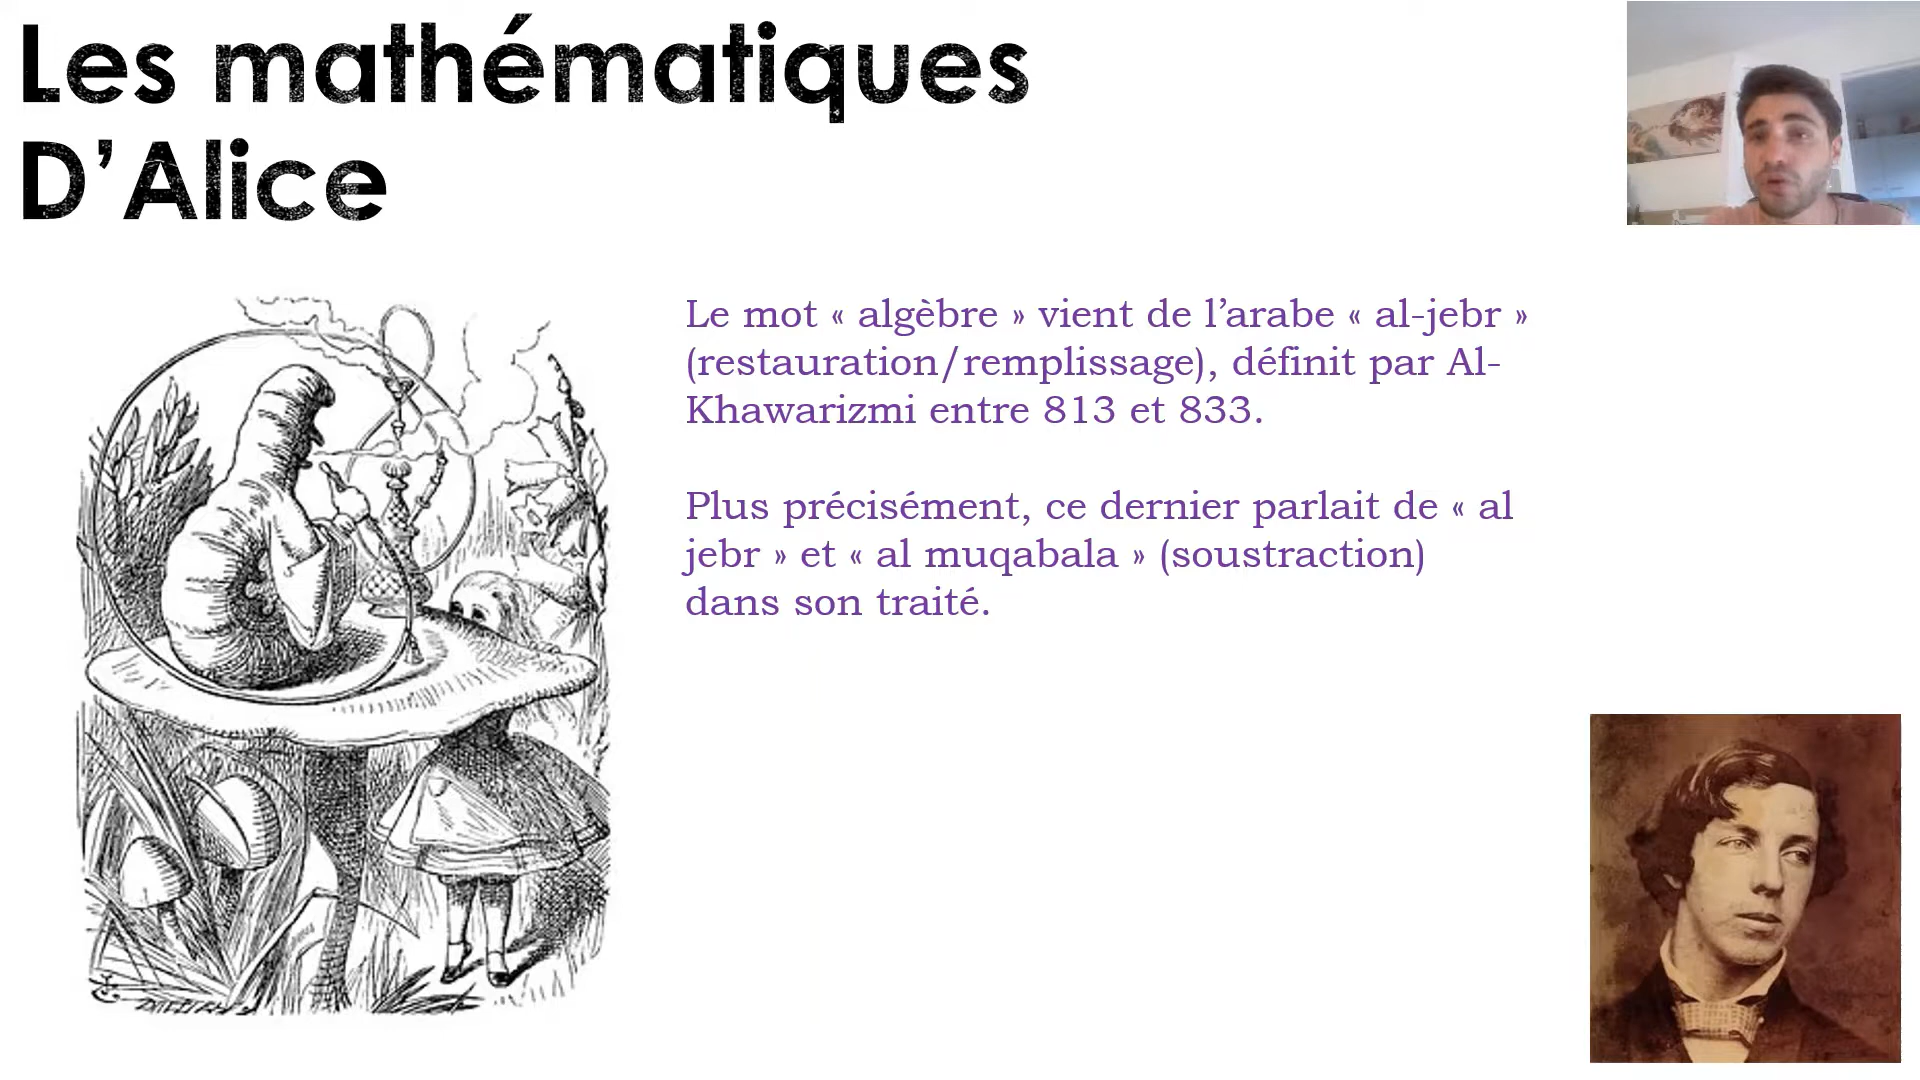 Les mathématiques
D’Alice
Le mot « algèbre » vient de l’arabe « al-jebr »
(restauration/remplissage), définit par Al-
Khawarizmi entre 813 et 833.
Plus précisément, ce dernier parlait de « al
jebr » et « al muqabala » (soustraction)
dans son traité.